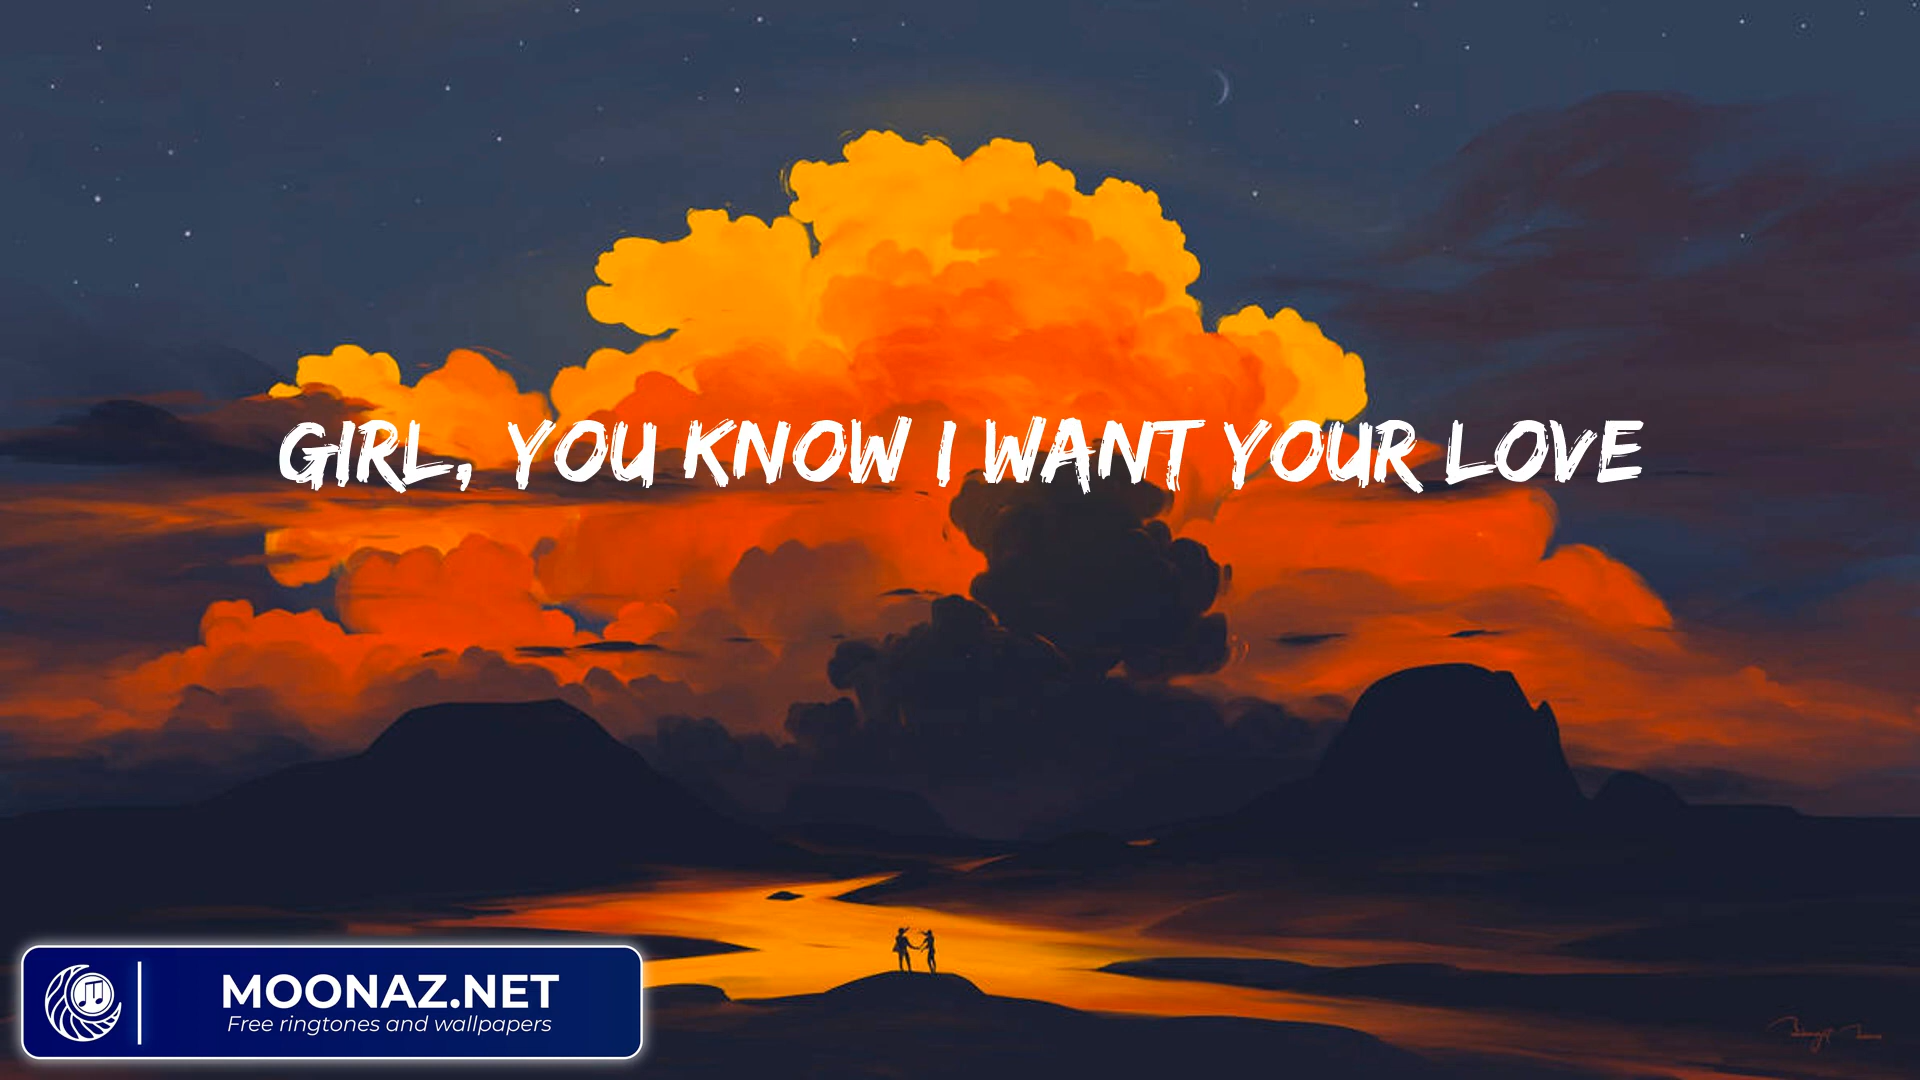 GIRL, YOU KNOW I WANT YOUR LOVE
MOONAZ.NET
Free ringtones and wallpapers